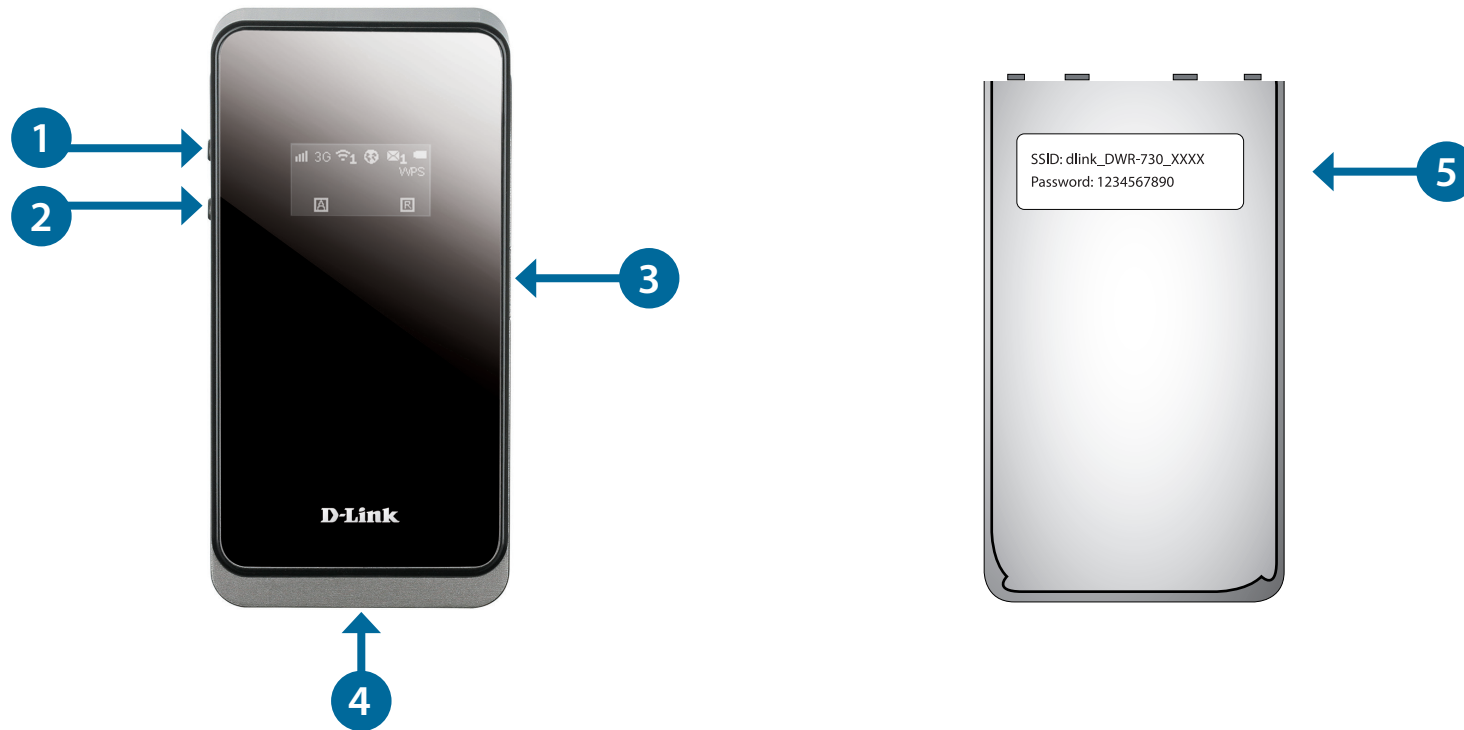 1
2
3G 1 1
WPS
A R
3
D-Link
4
SSID: dlink_DWR-730_XXXX
Password: 1234567890
5